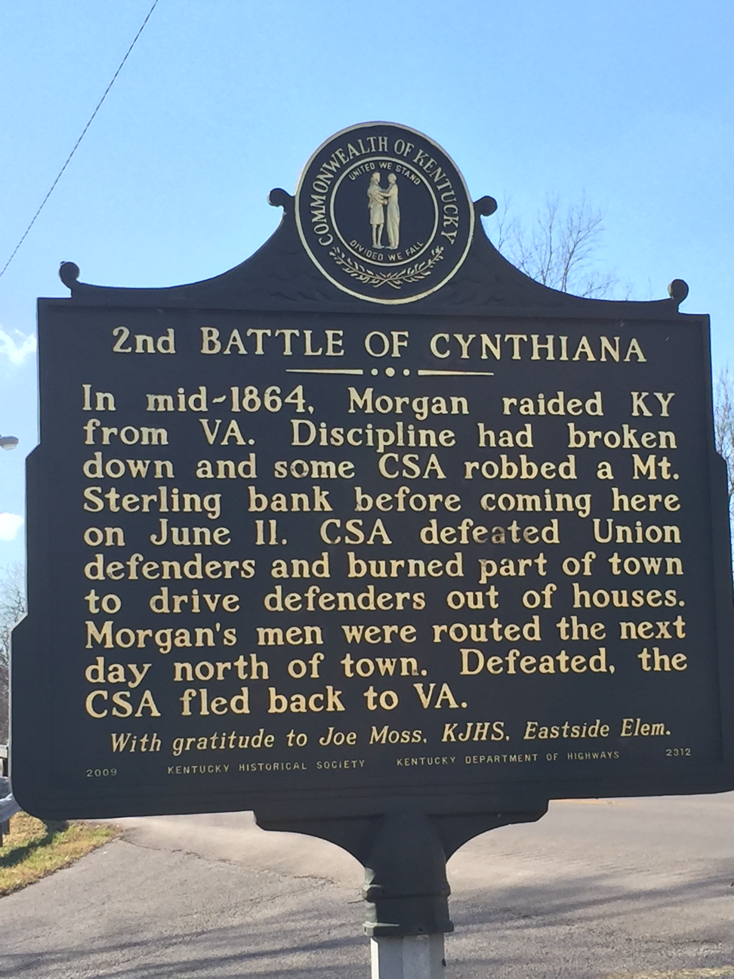 COMMONWEALTH OF KENTUCKY
UNITED WE STAND
DIVIDED WE FALL
2nd BATTLE OF CYNTHIANA
In mid-1864, Morgan raided KY
from VA. Discipline had broken
down and some CSA robbed a Mt.
Sterling bank before coming here
on June 11. CSA defeated Union
defenders and burned part of town
to drive defenders out of houses.
Morgan's men were routed the next
day north of town. Defeated, the
CSA fled back to VA.
With gratitude to Joe Moss, KJHS, Eastside Elem.
2009 KENTUCKY HISTORICAL SOCIETY KENTUCKY DEPARTMENT OF HIGHWAYS 2312